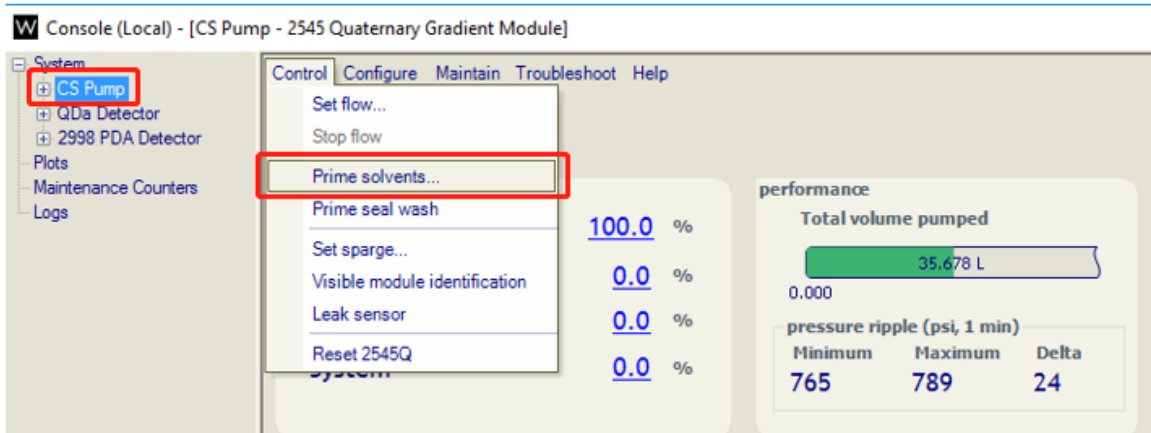 W Console (Local) - [CS Pump - 2545 Quaternary Gradient Module]
System
CS Pump
QDa Detector
2998 PDA Detector
Plots
Maintenance Counters
Logs
Control Configure Maintain Troubleshoot Help
Set flow...
Stop flow
Prime solvents...
Prime seal wash
Set sparge...
Visible module identification
Leak sensor
Reset 2545Q
100.0 %
0.0 %
0.0 %
0.0 %
performance
Total volume pumped
35.678 L
0.000
pressure ripple (psi, 1 min)
Minimum Maximum Delta
765 789 24